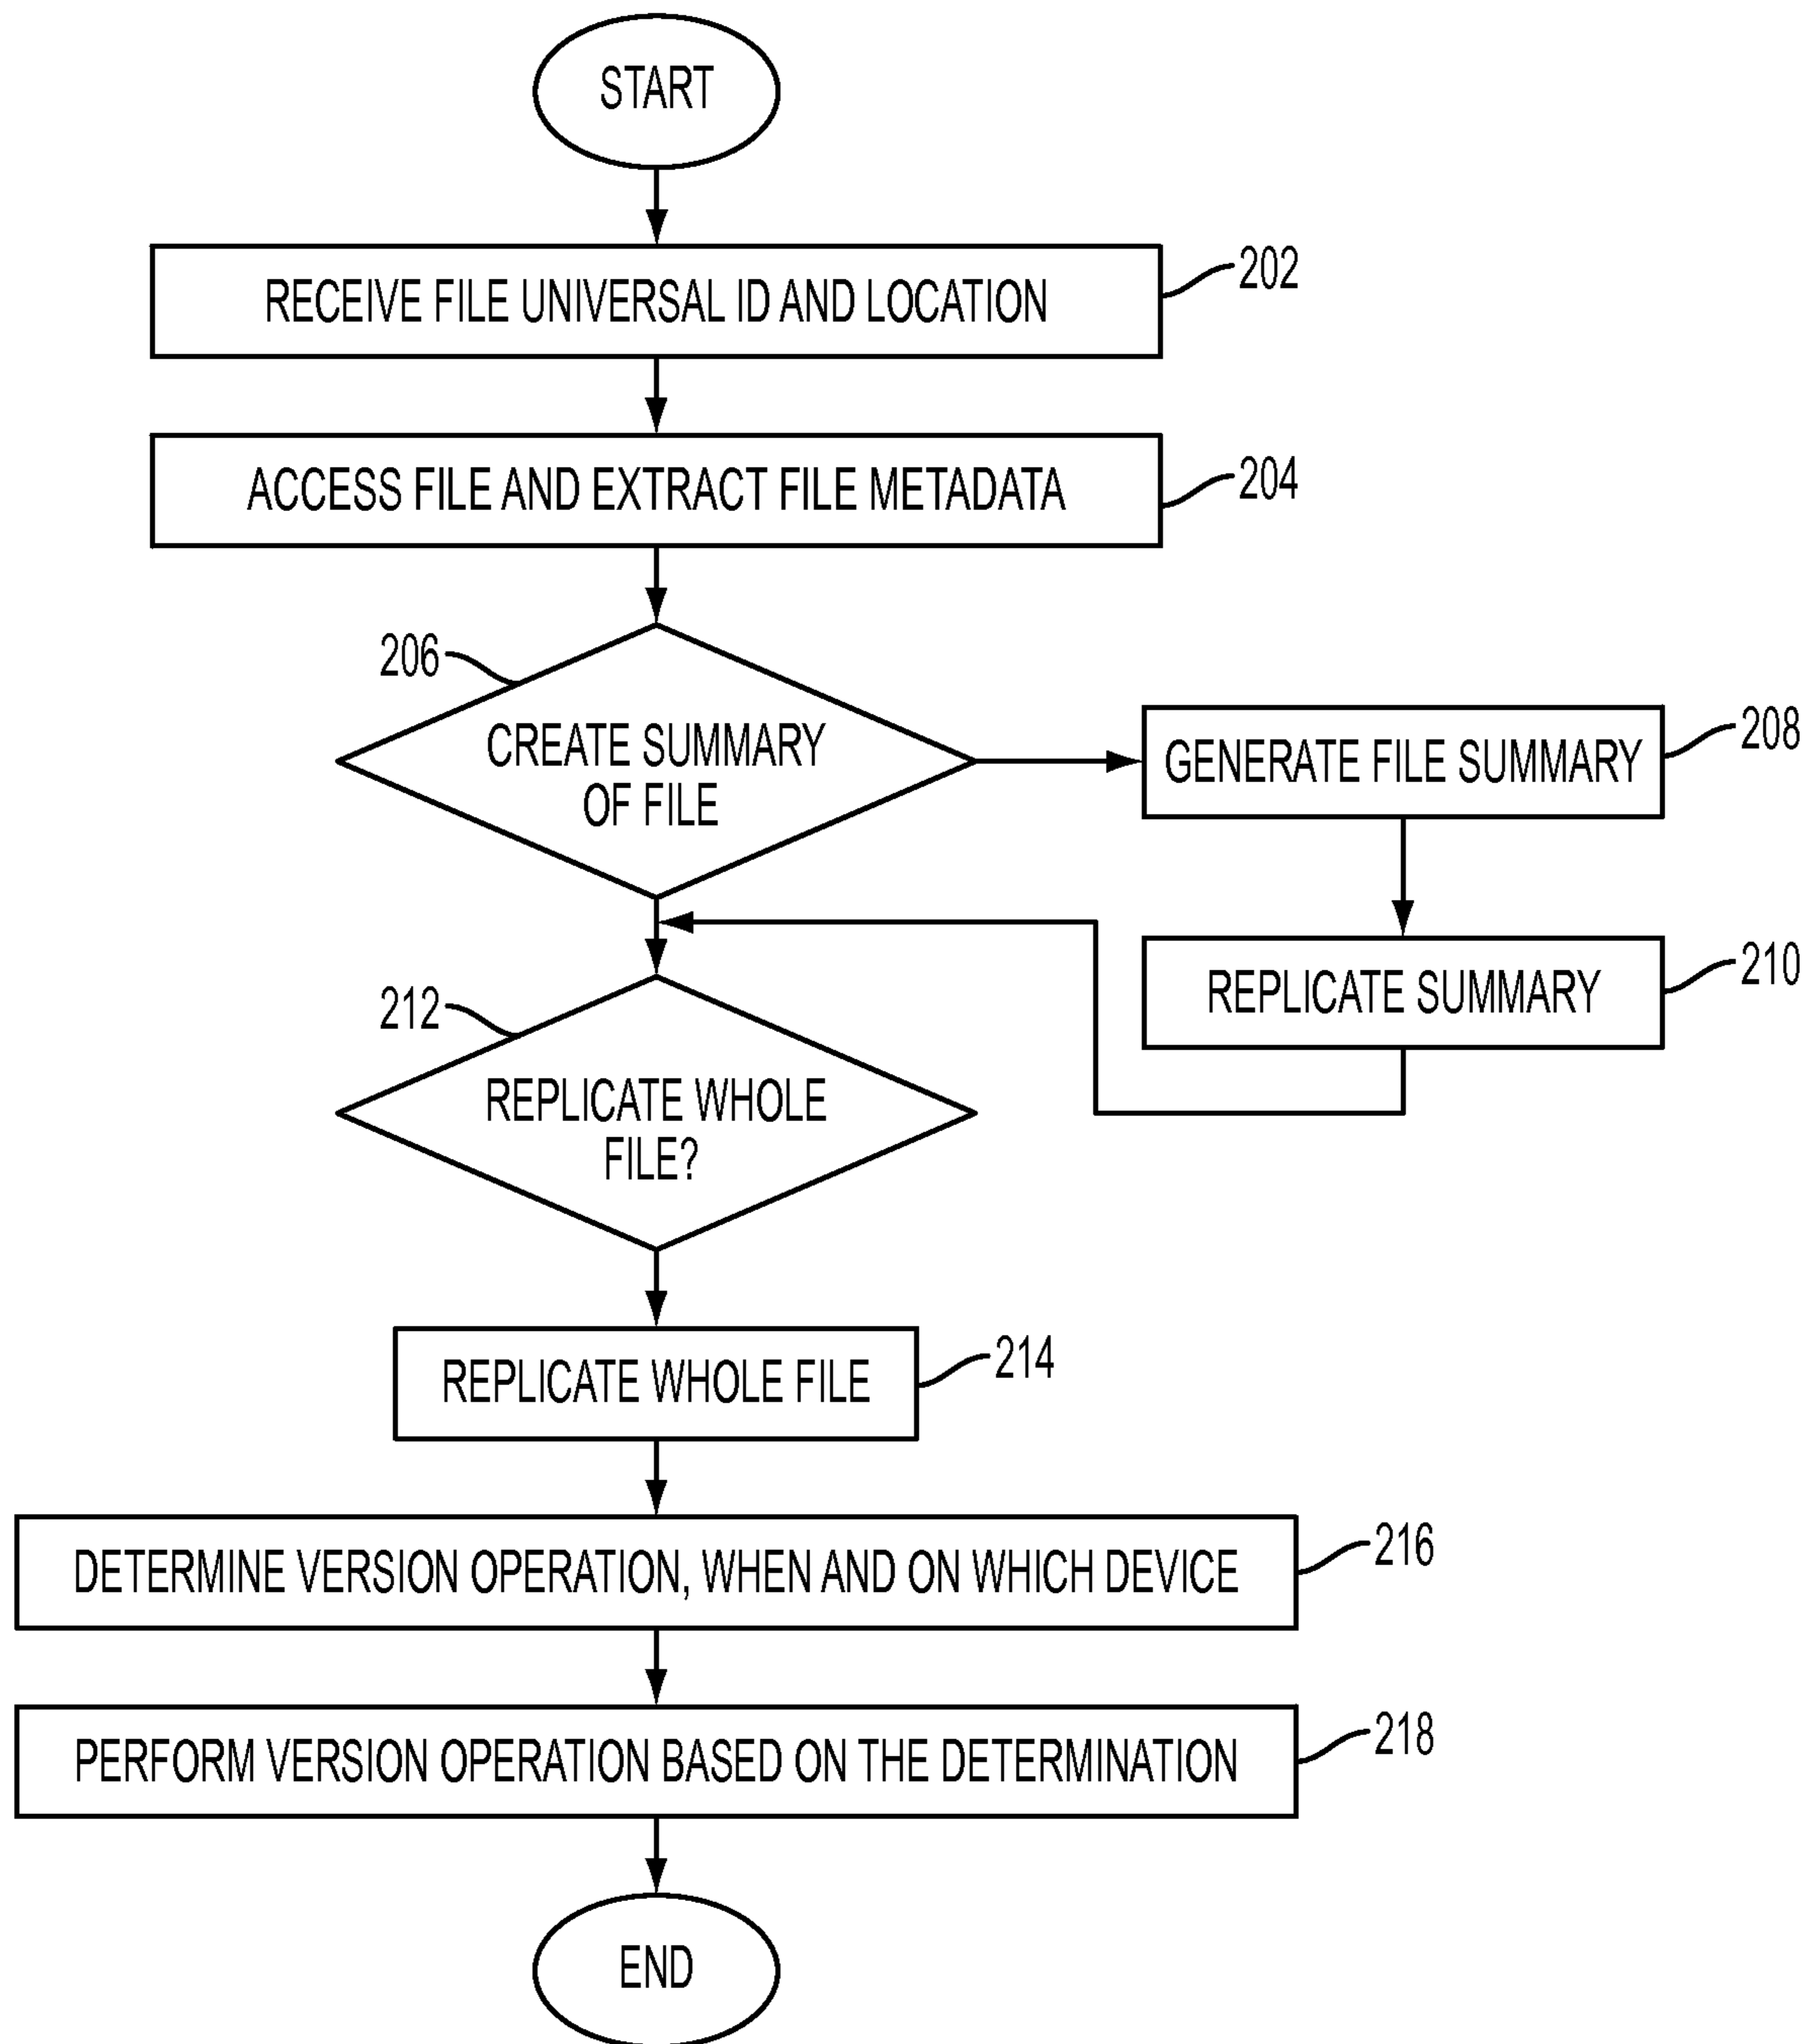 START
RECEIVE FILE UNIVERSAL ID AND LOCATION
202
ACCESS FILE AND EXTRACT FILE METADATA
204
206
CREATE SUMMARY
OF FILE
GENERATE FILE SUMMARY
208
REPLICATE SUMMARY
210
212
REPLICATE WHOLE
FILE?
REPLICATE WHOLE FILE
214
DETERMINE VERSION OPERATION, WHEN AND ON WHICH DEVICE
216
PERFORM VERSION OPERATION BASED ON THE DETERMINATION
218
END